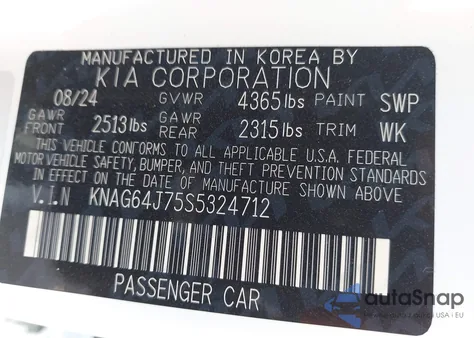 MANUFACTURED IN KOREA BY
KIA CORPORATION
08/24 GVWR 4365 lbs PAINT SWP
GAWR FRONT 2513 lbs GAWR REAR 2315 lbs TRIM WK
THIS VEHICLE CONFORMS TO ALL APPLICABLE U.S.A. FEDERAL
MOTOR VEHICLE SAFETY, BUMPER, AND THEFT PREVENTION STANDARDS
IN EFFECT ON THE DATE OF MANUFACTURE SHOWN ABOVE.
V.I.N KNAG64J75S5324712
PASSENGER CAR
autoSnap
USA | EU